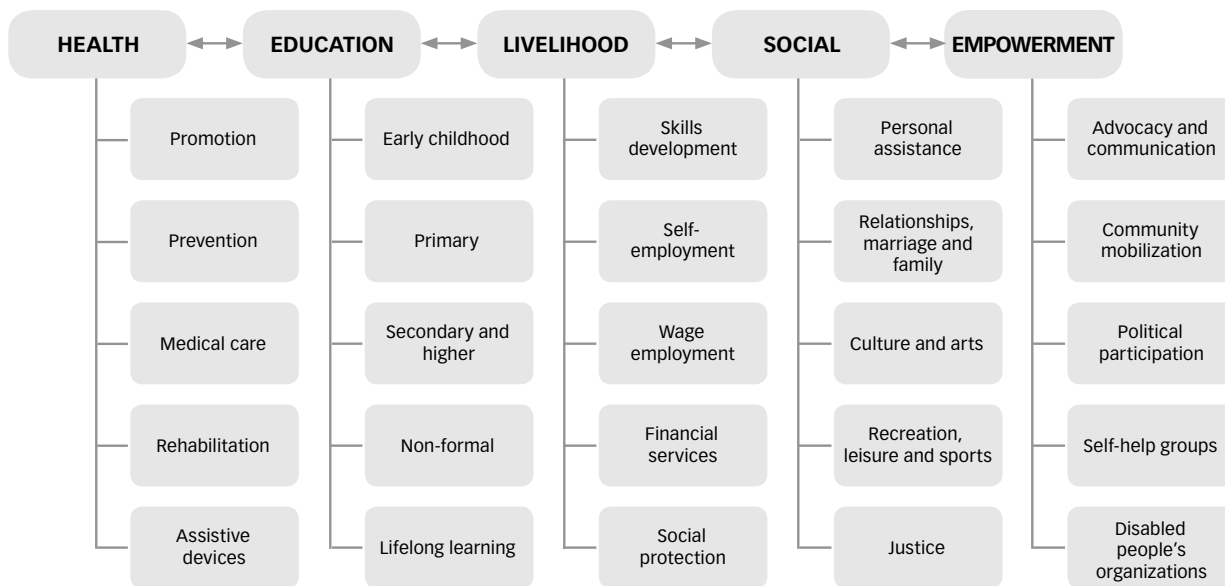 HEALTH
EDUCATION
LIVELIHOOD
SOCIAL
EMPOWERMENT
Promotion
Prevention
Medical care
Rehabilitation
Assistive
devices
Early childhood
Primary
Secondary and
higher
Non-formal
Lifelong learning
Skills
development
Self-
employment
Wage
employment
Financial
services
Social
protection
Personal
assistance
Relationships,
marriage and
family
Culture and arts
Recreation,
leisure and sports
Justice
Advocacy and
communication
Community
mobilization
Political
participation
Self-help groups
Disabled
people’s
organizations